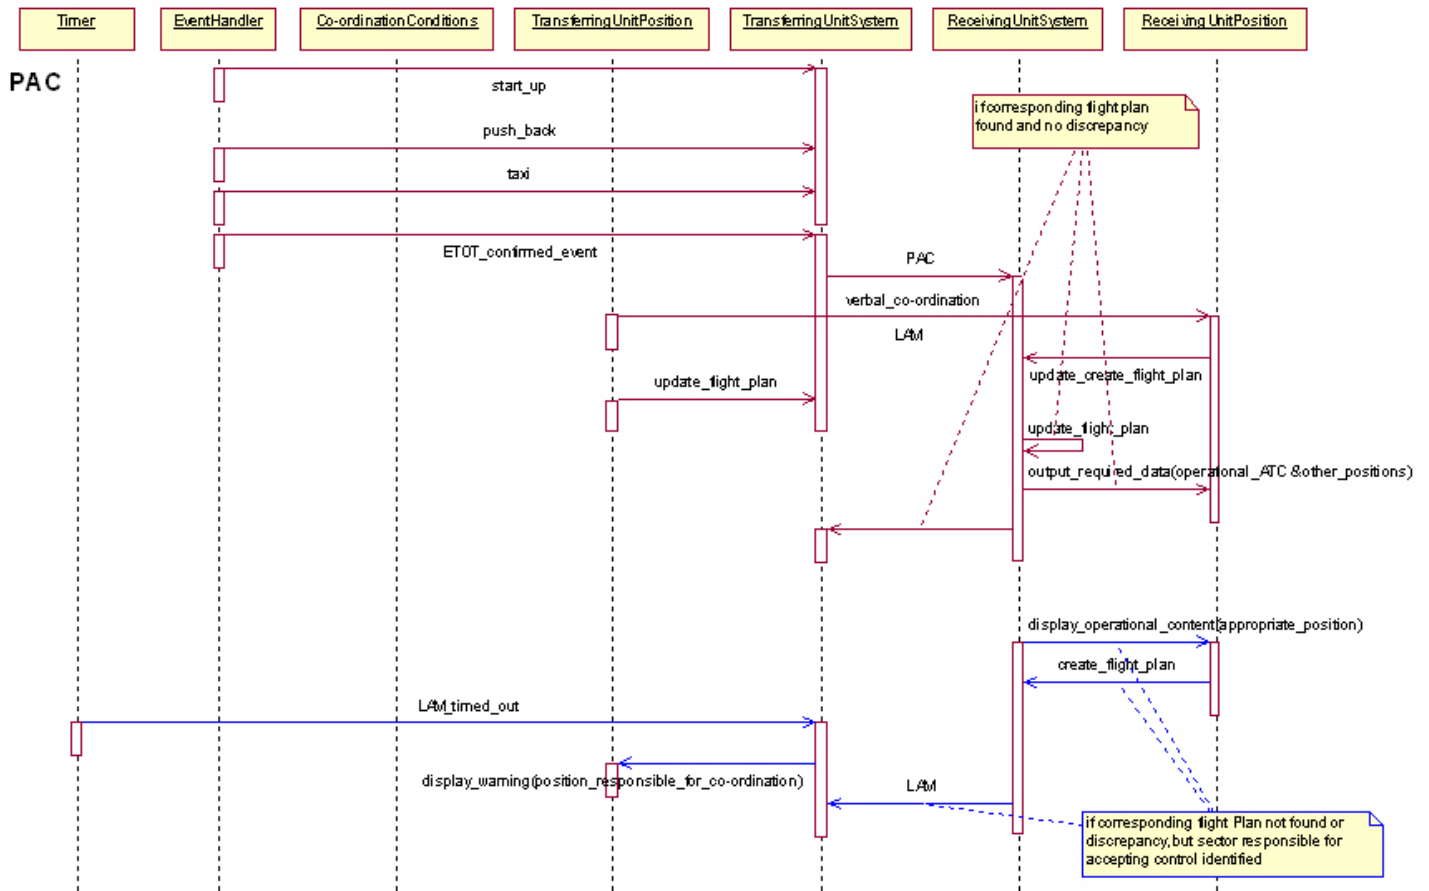 Timer
EventHandler
Co-ordinationConditions
TransferringUnitPosition
TransferringUnitSystem
ReceivingUnitSystem
ReceivingUnitPosition
PAC
start_up
if corresponding flight plan
found and no discrepancy
push_back
taxi
ETOT_confirmed_event
PAC
verbal_co-ordination
LAM
update_create_flight_plan
update_flight_plan
update_flight_plan
output_required_data(operational_ATC &other_positions)
display_operational_content(appropriate_position)
create_flight_plan
LAM_timed_out
display_warning(position_responsible_for_co-ordination)
LAM
if corresponding flight Plan not found or
discrepancy,but sector responsible for
accepting control identified